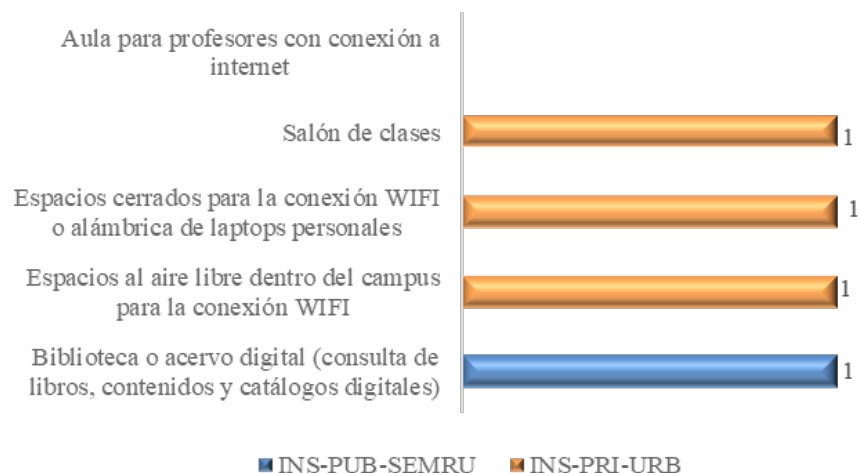 Aula para profesores con conexión a
internet
Salón de clases
1
Espacios cerrados para la conexión WIFI
o alámbrica de laptops personales
1
Espacios al aire libre dentro del campus
para la conexión WIFI
1
Biblioteca o acervo digital (consulta de
libros, contenidos y catálogos digitales)
1
INS-PUB-SEMRU
INS-PRI-URB